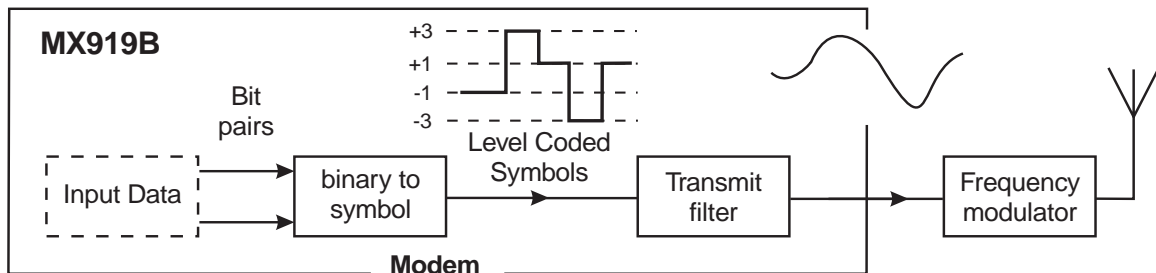 MX919B
+3
+1
-1
-3
Bit
pairs
Level Coded
Symbols
Input Data
binary to
symbol
Transmit
filter
Frequency
modulator
Modem